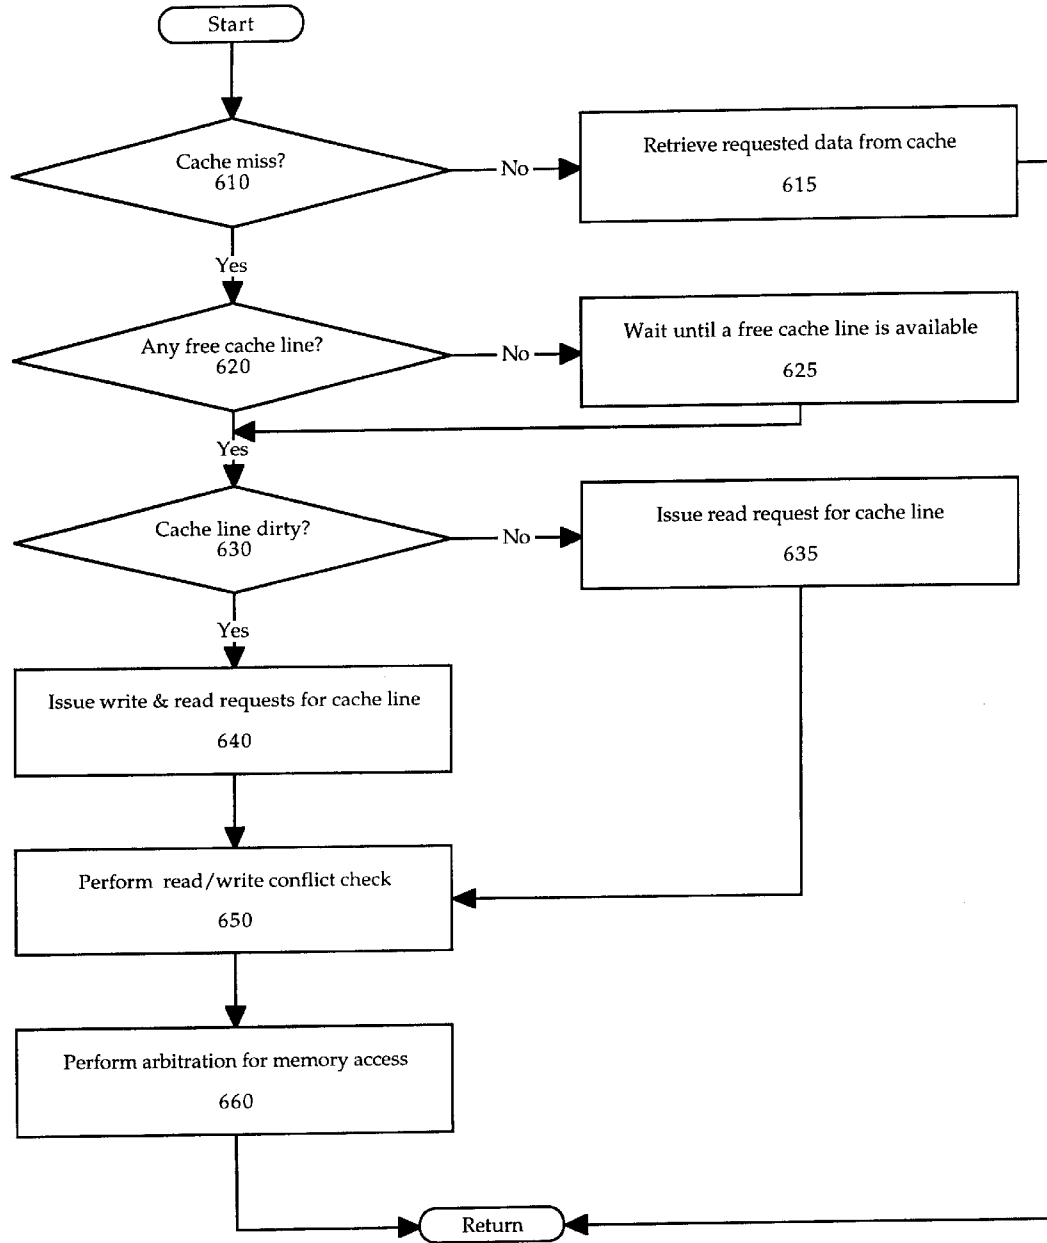 Start
Cache miss?
610
No
Retrieve requested data from cache
615
Yes
Any free cache line?
620
No
Wait until a free cache line is available
625
Yes
Cache line dirty?
630
No
Issue read request for cache line
635
Yes
Issue write & read requests for cache line
640
Perform read/write conflict check
650
Perform arbitration for memory access
660
Return